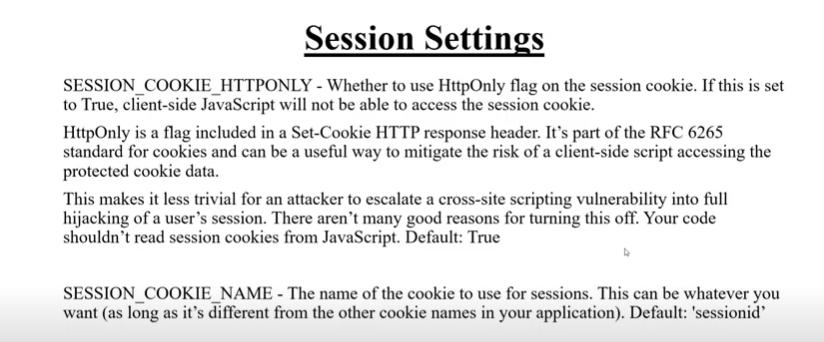 Session Settings
SESSION_COOKIE_HTTPONLY - Whether to use HttpOnly flag on the session cookie. If this is set
to True, client-side JavaScript will not be able to access the session cookie.
HttpOnly is a flag included in a Set-Cookie HTTP response header. It’s part of the RFC 6265
standard for cookies and can be a useful way to mitigate the risk of a client-side script accessing the
protected cookie data.
This makes it less trivial for an attacker to escalate a cross-site scripting vulnerability into full
hijacking of a user’s session. There aren’t many good reasons for turning this off. Your code
shouldn’t read session cookies from JavaScript. Default: True
SESSION_COOKIE_NAME - The name of the cookie to use for sessions. This can be whatever you
want (as long as it’s different from the other cookie names in your application). Default: 'sessionid’